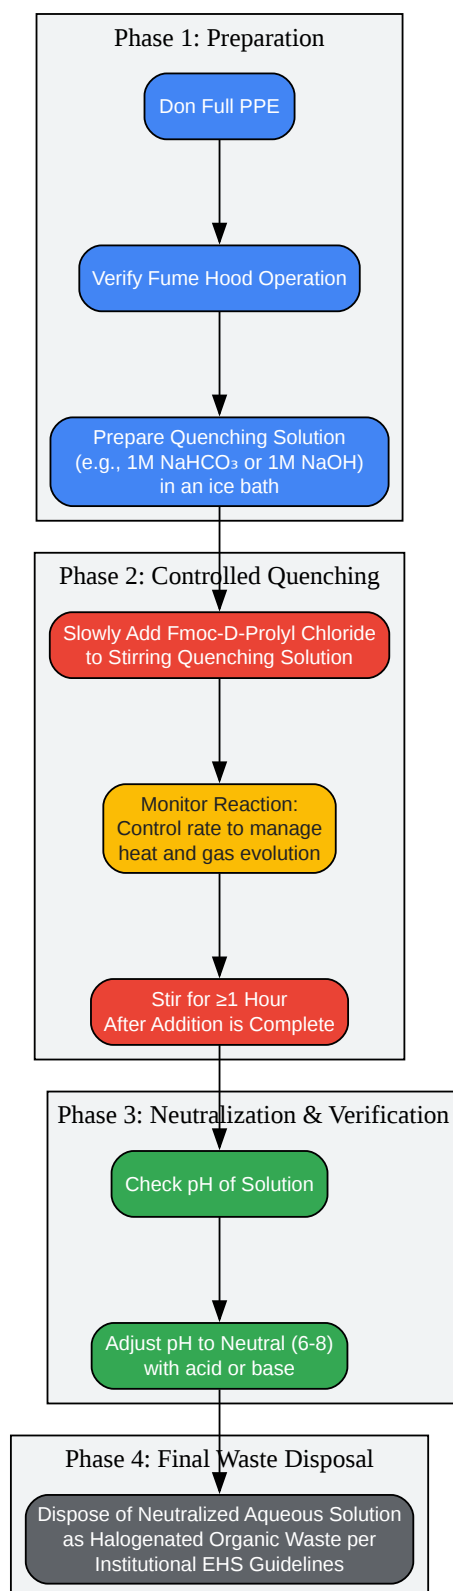 Phase 1: Preparation
Don Full PPE
Verify Fume Hood Operation
Prepare Quenching Solution
(e.g., 1M NaHCO₃ or 1M NaOH)
in an ice bath
Phase 2: Controlled Quenching
Slowly Add Fmoc-D-Prolyl Chloride
to Stirring Quenching Solution
Monitor Reaction:
Control rate to manage
heat and gas evolution
Stir for ≥1 Hour
After Addition is Complete
Phase 3: Neutralization & Verification
Check pH of Solution
Adjust pH to Neutral (6-8)
with acid or base
Phase 4: Final Waste Disposal
Dispose of Neutralized Aqueous Solution
as Halogenated Organic Waste per
Institutional EHS Guidelines